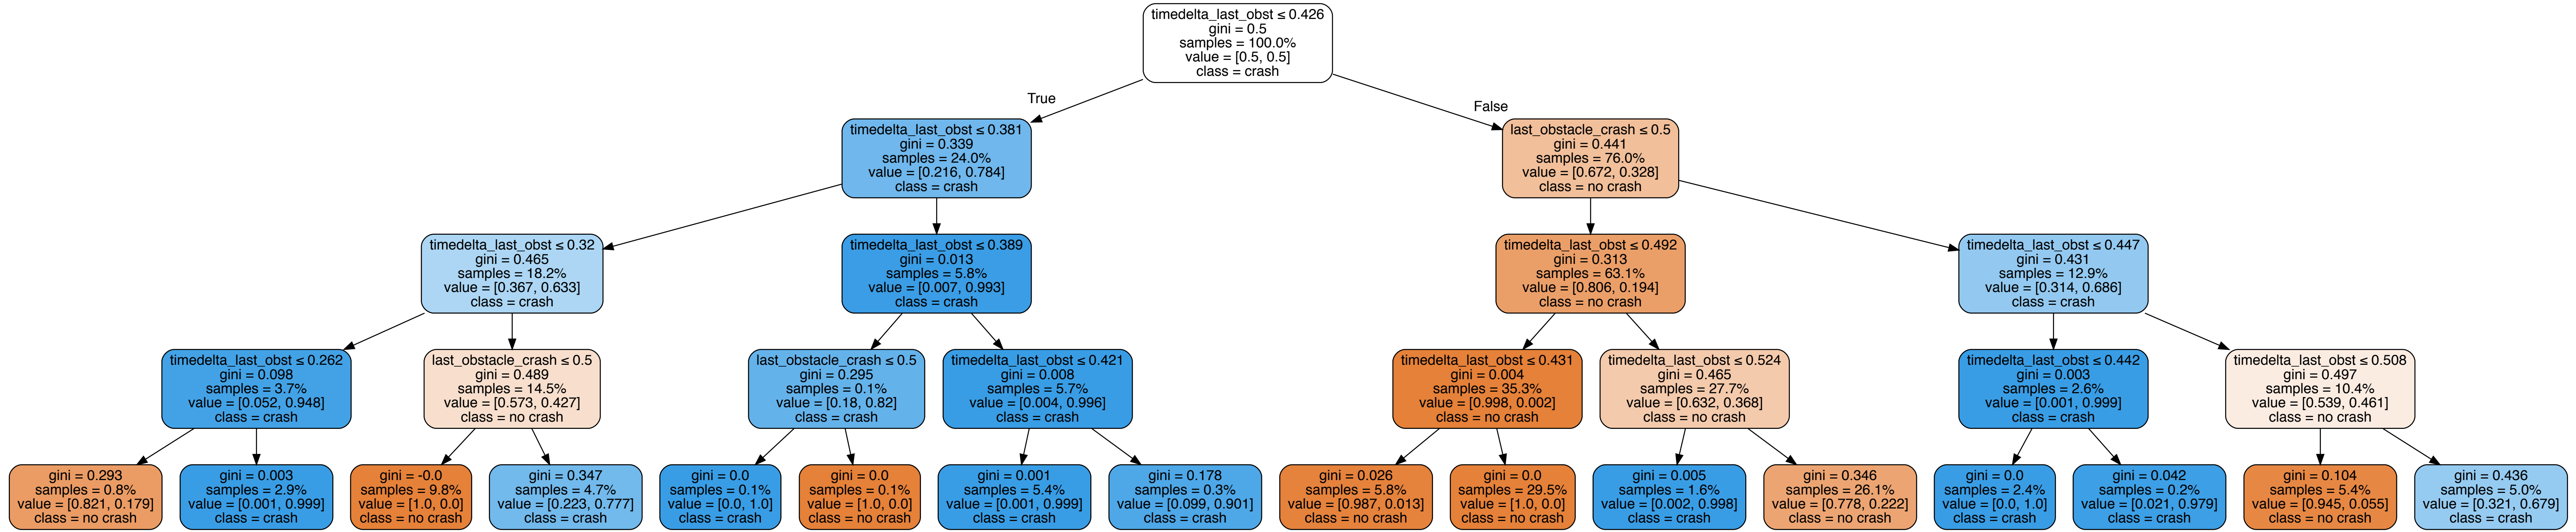 timedelta_last_obst ≤ 0.426
gini = 0.5
samples = 100.0%
value = [0.5, 0.5]
class = crash
True
False
timedelta_last_obst ≤ 0.381
gini = 0.339
samples = 24.0%
value = [0.216, 0.784]
class = crash
last_obstacle_crash ≤ 0.5
gini = 0.441
samples = 76.0%
value = [0.672, 0.328]
class = no crash
timedelta_last_obst ≤ 0.32
gini = 0.465
samples = 18.2%
value = [0.367, 0.633]
class = crash
timedelta_last_obst ≤ 0.389
gini = 0.013
samples = 5.8%
value = [0.007, 0.993]
class = crash
timedelta_last_obst ≤ 0.492
gini = 0.313
samples = 63.1%
value = [0.806, 0.194]
class = no crash
timedelta_last_obst ≤ 0.447
gini = 0.431
samples = 12.9%
value = [0.314, 0.686]
class = crash
timedelta_last_obst ≤ 0.262
gini = 0.098
samples = 3.7%
value = [0.052, 0.948]
class = crash
last_obstacle_crash ≤ 0.5
gini = 0.489
samples = 14.5%
value = [0.573, 0.427]
class = no crash
last_obstacle_crash ≤ 0.5
gini = 0.295
samples = 0.1%
value = [0.18, 0.82]
class = crash
timedelta_last_obst ≤ 0.421
gini = 0.008
samples = 5.7%
value = [0.004, 0.996]
class = crash
timedelta_last_obst ≤ 0.431
gini = 0.004
samples = 35.3%
value = [0.998, 0.002]
class = no crash
timedelta_last_obst ≤ 0.524
gini = 0.465
samples = 27.7%
value = [0.632, 0.368]
class = no crash
timedelta_last_obst ≤ 0.442
gini = 0.003
samples = 2.6%
value = [0.001, 0.999]
class = crash
timedelta_last_obst ≤ 0.508
gini = 0.497
samples = 10.4%
value = [0.539, 0.461]
class = no crash
gini = 0.293
samples = 0.8%
value = [0.821, 0.179]
class = no crash
gini = 0.003
samples = 2.9%
value = [0.001, 0.999]
class = crash
gini = -0.0
samples = 9.8%
value = [1.0, 0.0]
class = no crash
gini = 0.347
samples = 4.7%
value = [0.223, 0.777]
class = crash
gini = 0.0
samples = 0.1%
value = [0.0, 1.0]
class = crash
gini = 0.0
samples = 0.1%
value = [1.0, 0.0]
class = no crash
gini = 0.001
samples = 5.4%
value = [0.001, 0.999]
class = crash
gini = 0.178
samples = 0.3%
value = [0.099, 0.901]
class = crash
gini = 0.026
samples = 5.8%
value = [0.987, 0.013]
class = no crash
gini = 0.0
samples = 29.5%
value = [1.0, 0.0]
class = no crash
gini = 0.005
samples = 1.6%
value = [0.002, 0.998]
class = crash
gini = 0.346
samples = 26.1%
value = [0.778, 0.222]
class = no crash
gini = 0.0
samples = 2.4%
value = [0.0, 1.0]
class = crash
gini = 0.042
samples = 0.2%
value = [0.021, 0.979]
class = crash
gini = 0.104
samples = 5.4%
value = [0.945, 0.055]
class = no crash
gini = 0.436
samples = 5.0%
value = [0.321, 0.679]
class = crash